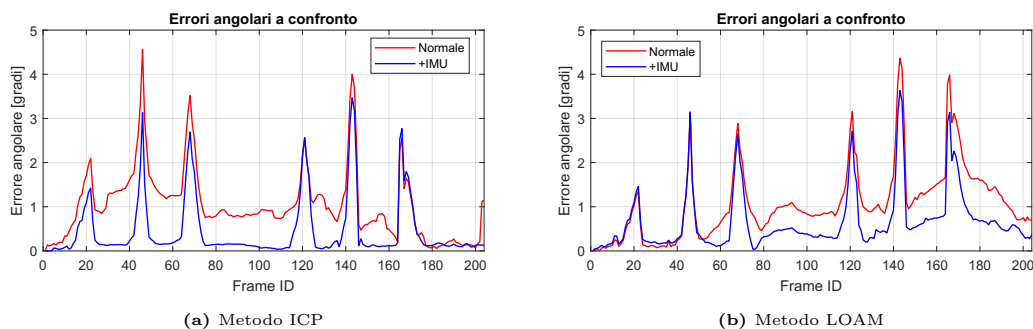 Errori angolari a confronto
Errore angolare [gradi]
5
4
3
2
1
0
Normale
+IMU
0 20 40 60 80 100 120 140 160 180 200
Frame ID
(a) Metodo ICP
Errori angolari a confronto
Errore angolare [gradi]
5
4
3
2
1
0
Normale
+IMU
0 20 40 60 80 100 120 140 160 180 200
Frame ID
(b) Metodo LOAM